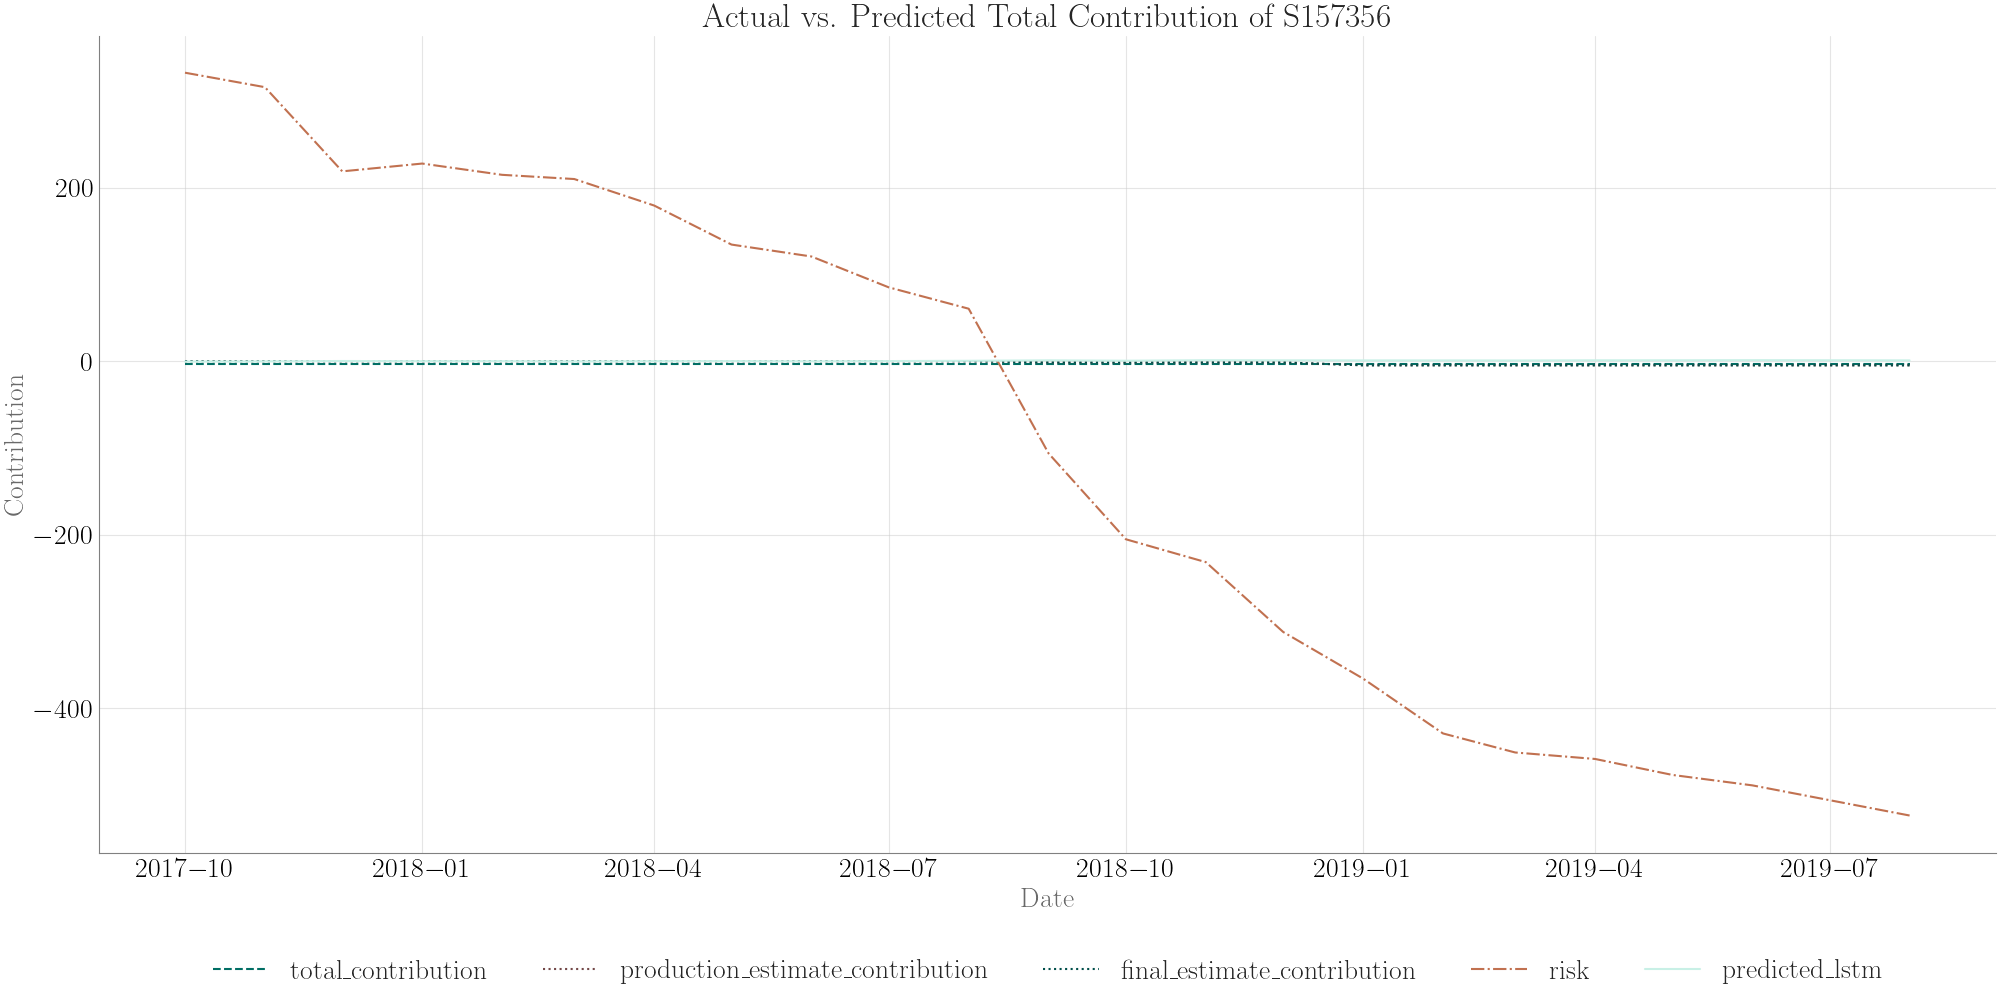 Actual vs. Predicted Total Contribution of S157356
200
0
−200
−400
Contribution
2017−10 2018−01 2018−04 2018−07 2018−10 2019−01 2019−04 2019−07
Date
total_contribution production_estimate_contribution final_estimate_contribution risk predicted_lstm